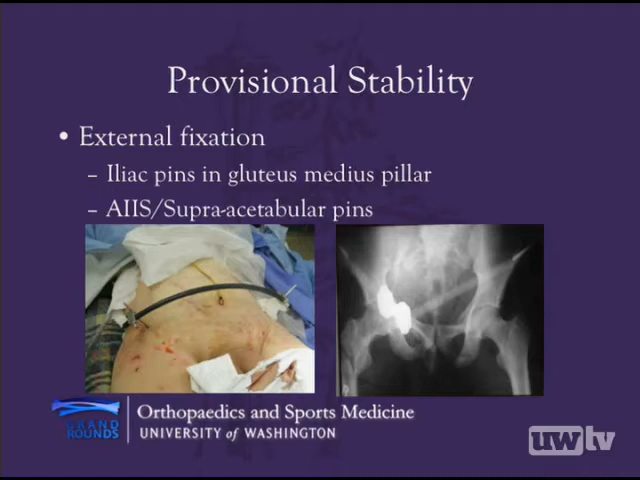 Provisional Stability
• External fixation
– Iliac pins in gluteus medius pillar
– AIIS/Supra-acetabular pins
GRAND
ROUNDS
Orthopaedics and Sports Medicine
UNIVERSITY of WASHINGTON
uwtv